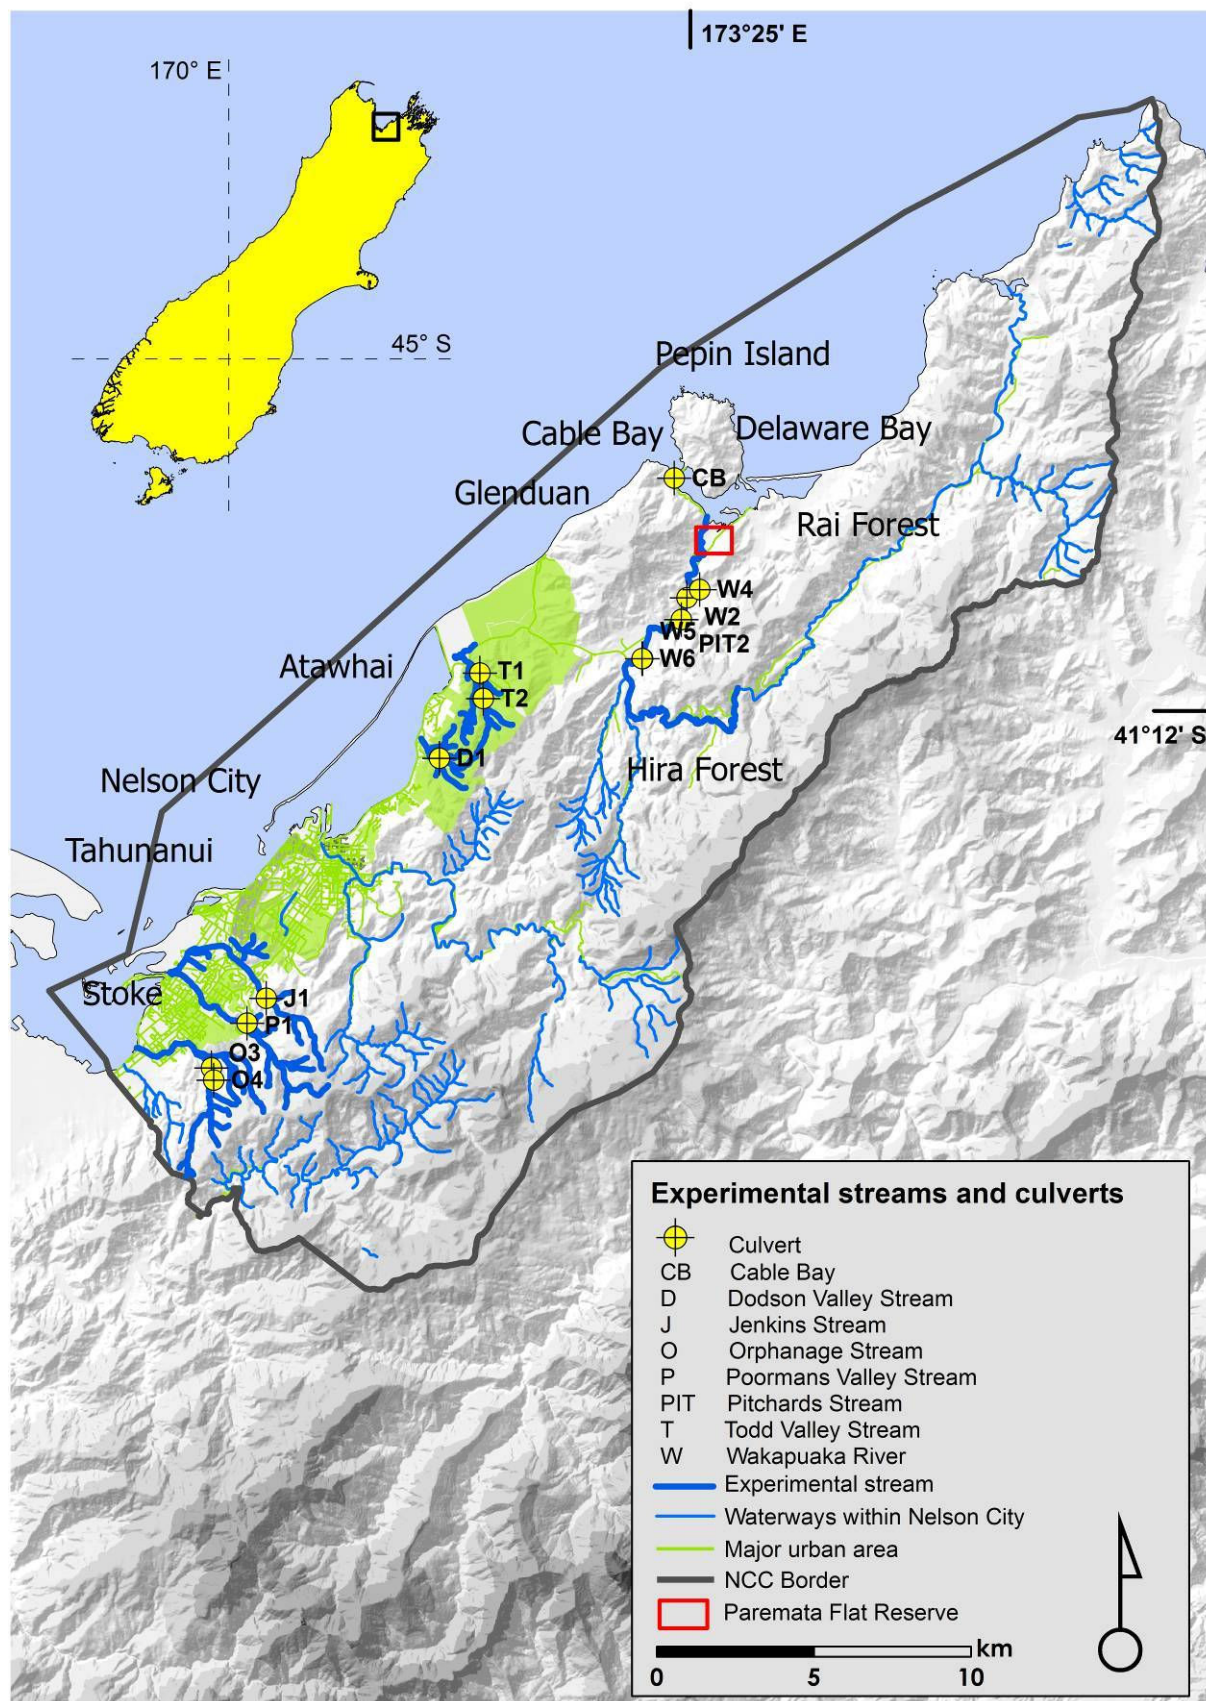 173°25' E
170° E
45° S
Pepin Island
Cable Bay
Delaware Bay
CB
Glenduan
Rai Forest
W4
W2
W5
PIT2
W6
Atawhai
T1
T2
41°12' S
D1
Hira Forest
Nelson City
Tahunanui
Stoke
J1
P1
O3
O4
Experimental streams and culverts
Culvert
CB Cable Bay
D Dodson Valley Stream
J Jenkins Stream
O Orphanage Stream
P Poormans Valley Stream
PIT Pitchards Stream
T Todd Valley Stream
W Wakapuaka River
Experimental stream
Waterways within Nelson City
Major urban area
NCC Border
Paremata Flat Reserve
km
0 5 10